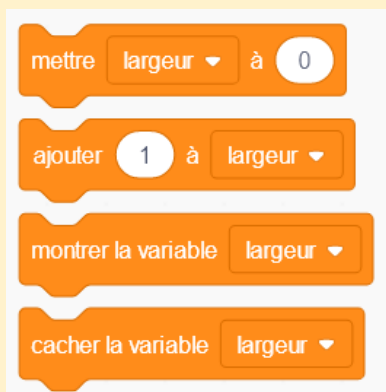 mettre largeur à 0
ajouter 1 à largeur
montrer la variable largeur
cacher la variable largeur